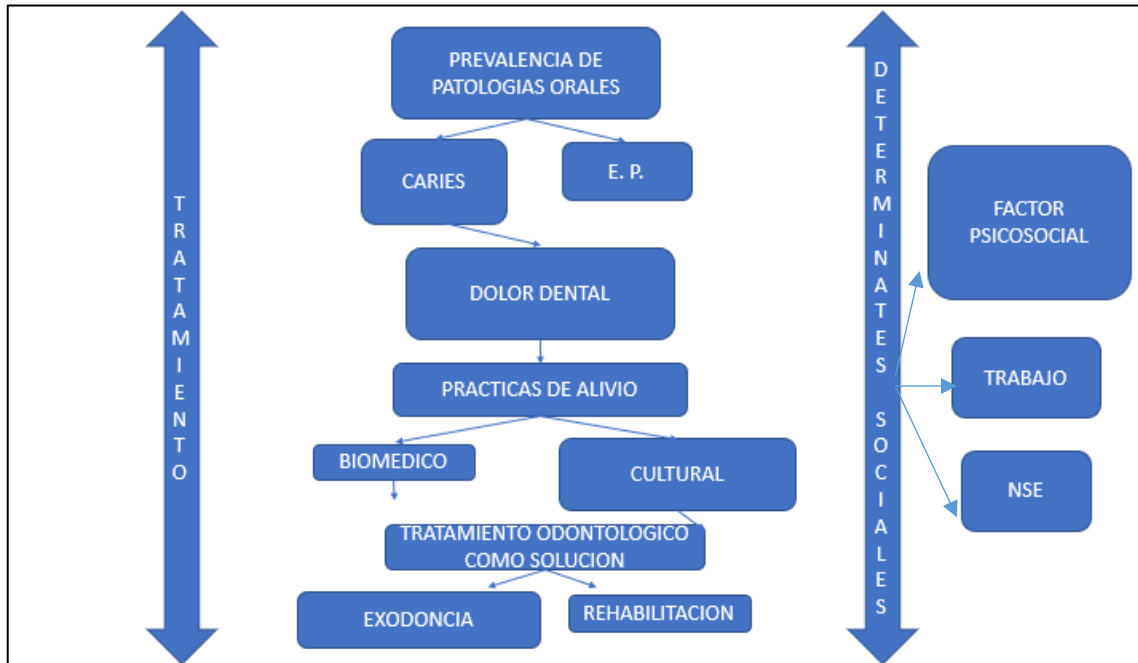 TRATAMIENTO
PREVALENCIA DE
PATOLOGIAS ORALES
CARIES
E. P.
DOLOR DENTAL
PRACTICAS DE ALIVIO
BIOMEDICO
CULTURAL
TRATAMIENTO ODONTOLOGICO
COMO SOLUCION
EXODONCIA
REHABILITACION
DETERMINATES SOCIALES
FACTOR
PSICOSOCIAL
TRABAJO
NSE